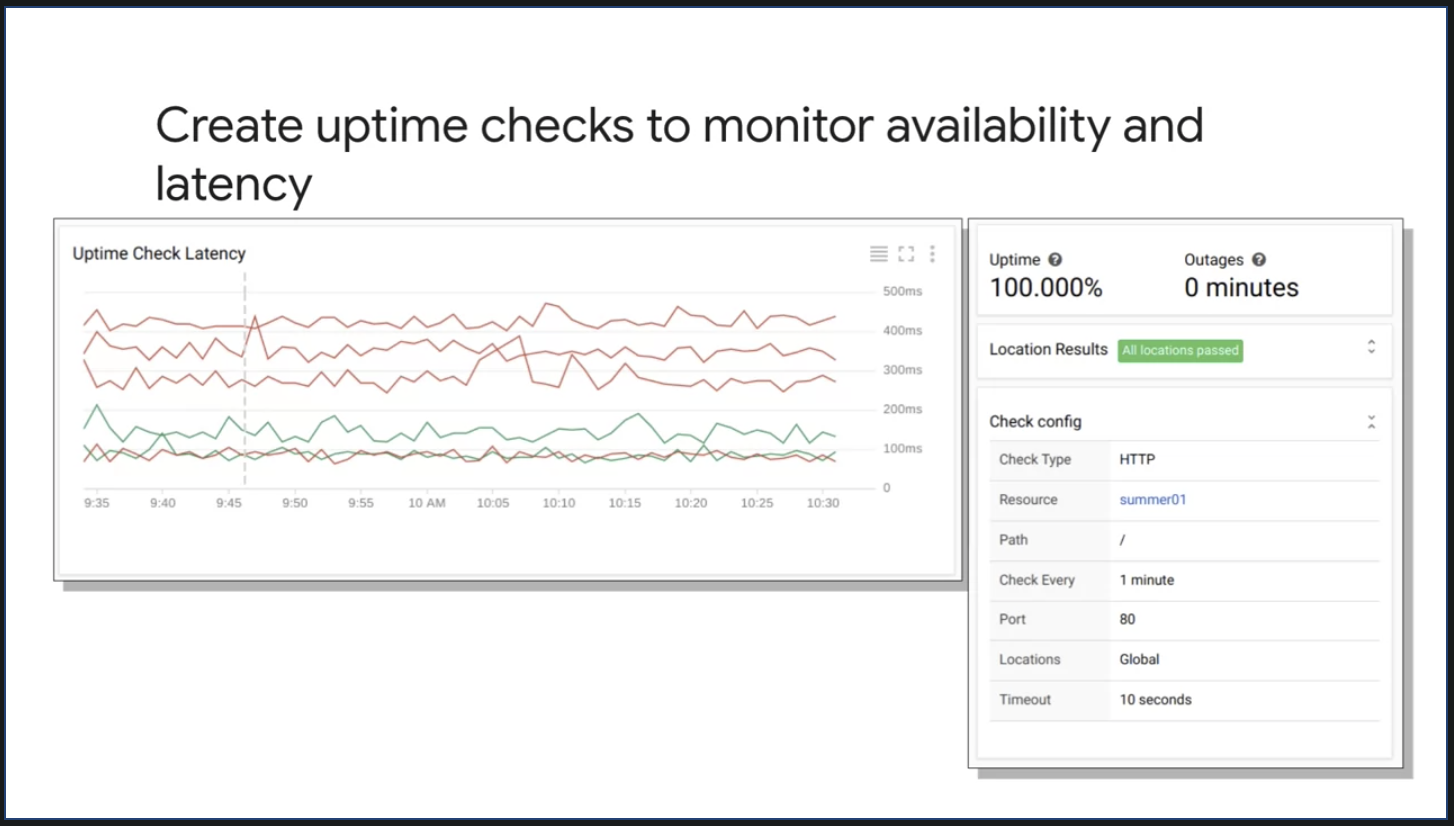 Create uptime checks to monitor availability and
latency
Uptime Check Latency
500ms
400ms
300ms
200ms
100ms
0
9:35 9:40 9:45 9:50 9:55 10 AM 10:05 10:10 10:15 10:20 10:25 10:30
Uptime Outages
100.000% 0 minutes
Location Results All locations passed
Check config
Check Type HTTP
Resource summer01
Path /
Check Every 1 minute
Port 80
Locations Global
Timeout 10 seconds